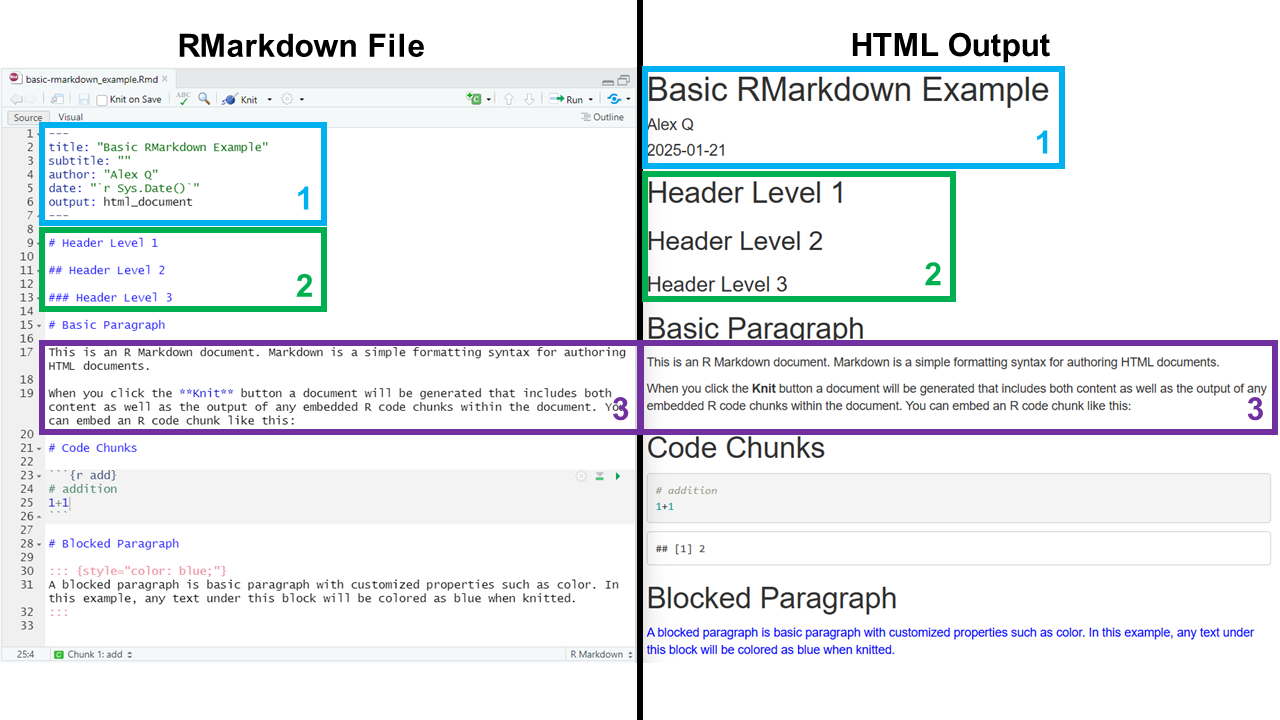 RMarkdown File
basic-rmarkdown_example.Rmd
Knit on Save
ABC
Knit
Run
Source
Visual
Outline
1 ---
2 title: "Basic RMarkdown Example"
3 subtitle: ""
4 author: "Alex Q"
5 date: "`r Sys.Date()`"
6 output: html_document
7 ---
1
8
9 # Header Level 1
10
11 ## Header Level 2
12
13 ### Header Level 3
2
14
15 # Basic Paragraph
16
17 This is an R Markdown document. Markdown is a simple formatting syntax for authoring
HTML documents.
18
19 When you click the **Knit** button a document will be generated that includes both
content as well as the output of any embedded R code chunks within the document. You
can embed an R code chunk like this:
3
20
21 # Code Chunks
22
23 ```{r add}
24 # addition
25 1+1
26 ```
27
28 # Blocked Paragraph
29
30 ::: {style="color: blue;"}
31 A blocked paragraph is basic paragraph with customized properties such as color. In
this example, any text under this block will be colored as blue when knitted.
32 :::
33
25:4
C Chunk 1: add
R Markdown
HTML Output
Basic RMarkdown Example
Alex Q
2025-01-21
1
Header Level 1
Header Level 2
Header Level 3
2
Basic Paragraph
This is an R Markdown document. Markdown is a simple formatting syntax for authoring HTML documents.
When you click the Knit button a document will be generated that includes both content as well as the output of any
embedded R code chunks within the document. You can embed an R code chunk like this:
3
Code Chunks
# addition
1+1
## [1] 2
Blocked Paragraph
A blocked paragraph is basic paragraph with customized properties such as color. In this example, any text under
this block will be colored as blue when knitted.